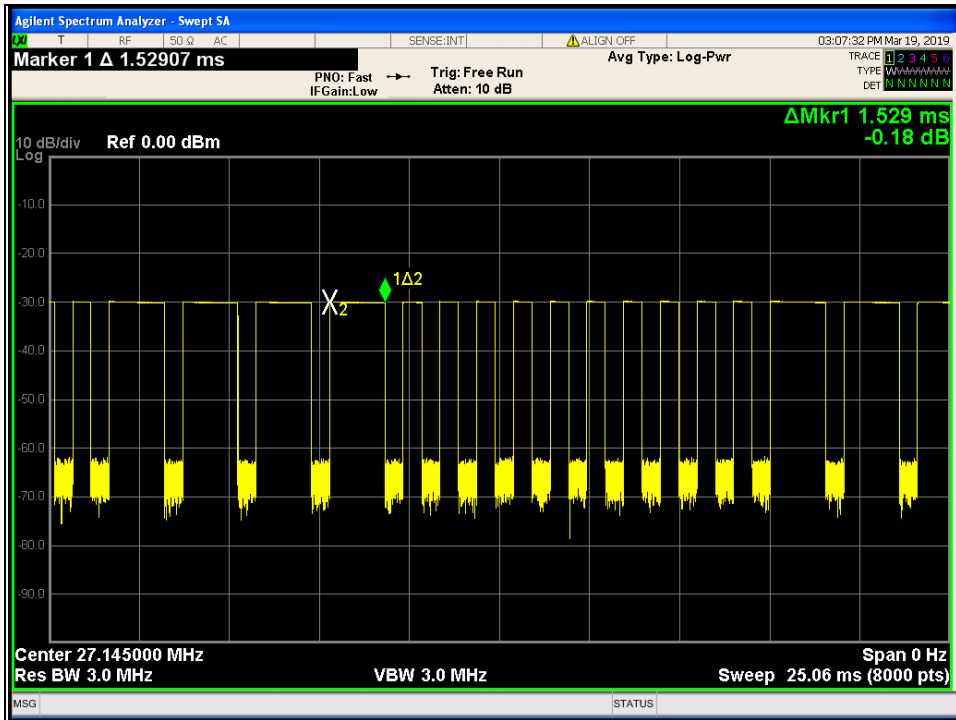 Agilent Spectrum Analyzer - Swept SA
LXI T RF 50 Ω AC SENSE:INT ALIGN OFF 03:07:32 PM Mar 19, 2019
Marker 1 Δ 1.52907 ms
PNO: Fast Trig: Free Run Avg Type: Log-Pwr TRACE 1 2 3 4 5 6
IFGain:Low Atten: 10 dB TYPE W
DET N N N N N N
ΔMkr1 1.529 ms
-0.18 dB
10 dB/div Ref 0.00 dBm
Log
-10.0
-20.0
1Δ2
-30.0
X2
-40.0
-50.0
-60.0
-70.0
-80.0
-90.0
Center 27.145000 MHz Span 0 Hz
Res BW 3.0 MHz VBW 3.0 MHz Sweep 25.06 ms (8000 pts)
MSG STATUS